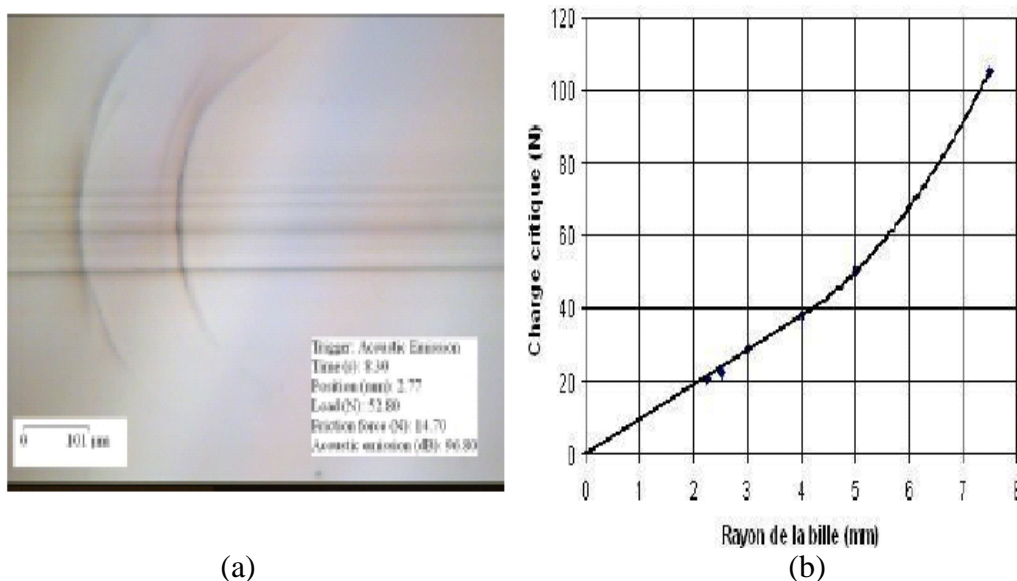 Trigger: Acoustic Emission
Time (s): 8.30
Position (mm): 2.77
Load (N): 52.80
Friction force (N): 14.70
Acoustic emission (dB): 96.80
0 101 µm
(a)
Charge critique (N)
120
100
80
60
40
20
0
0 1 2 3 4 5 6 7 8
Rayon de la bille (mm)
(b)